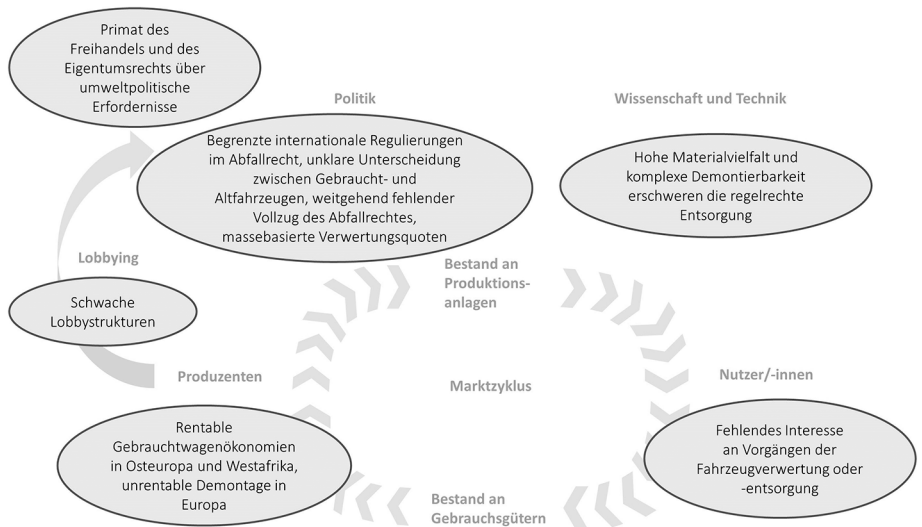 Primat des
Freihandels und des
Eigentumsrechts über
umweltpolitische
Erfordernisse
Politik
Wissenschaft und Technik
Begrenzte internationale Regulierungen
im Abfallrecht, unklare Unterscheidung
zwischen Gebraucht- und
Altfahrzeugen, weitgehend fehlender
Vollzug des Abfallrechtes,
massebasierte Verwertungsquoten
Hohe Materialvielfalt und
komplexe Demontierbarkeit
erschweren die regelrechte
Entsorgung
Lobbying
Bestand an
Produktions-
anlagen
Schwache
Lobbystrukturen
Produzenten
Marktzyklus
Nutzer/-innen
Rentable
Gebrauchtwagenökonomien
in Osteuropa und Westafrika,
unrentable Demontage in
Europa
Fehlendes Interesse
an Vorgängen der
Fahrzeugverwertung oder
-entsorgung
Bestand an
Gebrauchsgütern